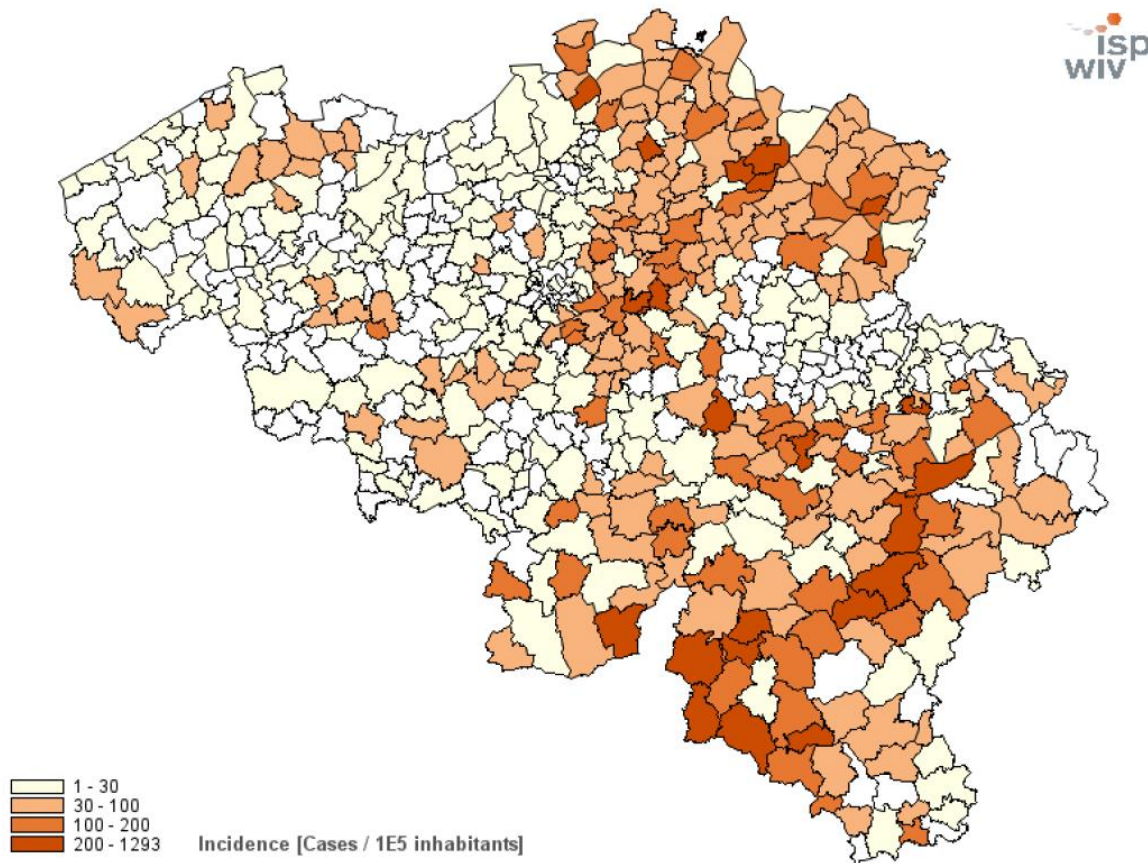 isp
wiv
1 - 30
30 - 100
100 - 200
200 - 1293
Incidence [Cases / 1E5 inhabitants]